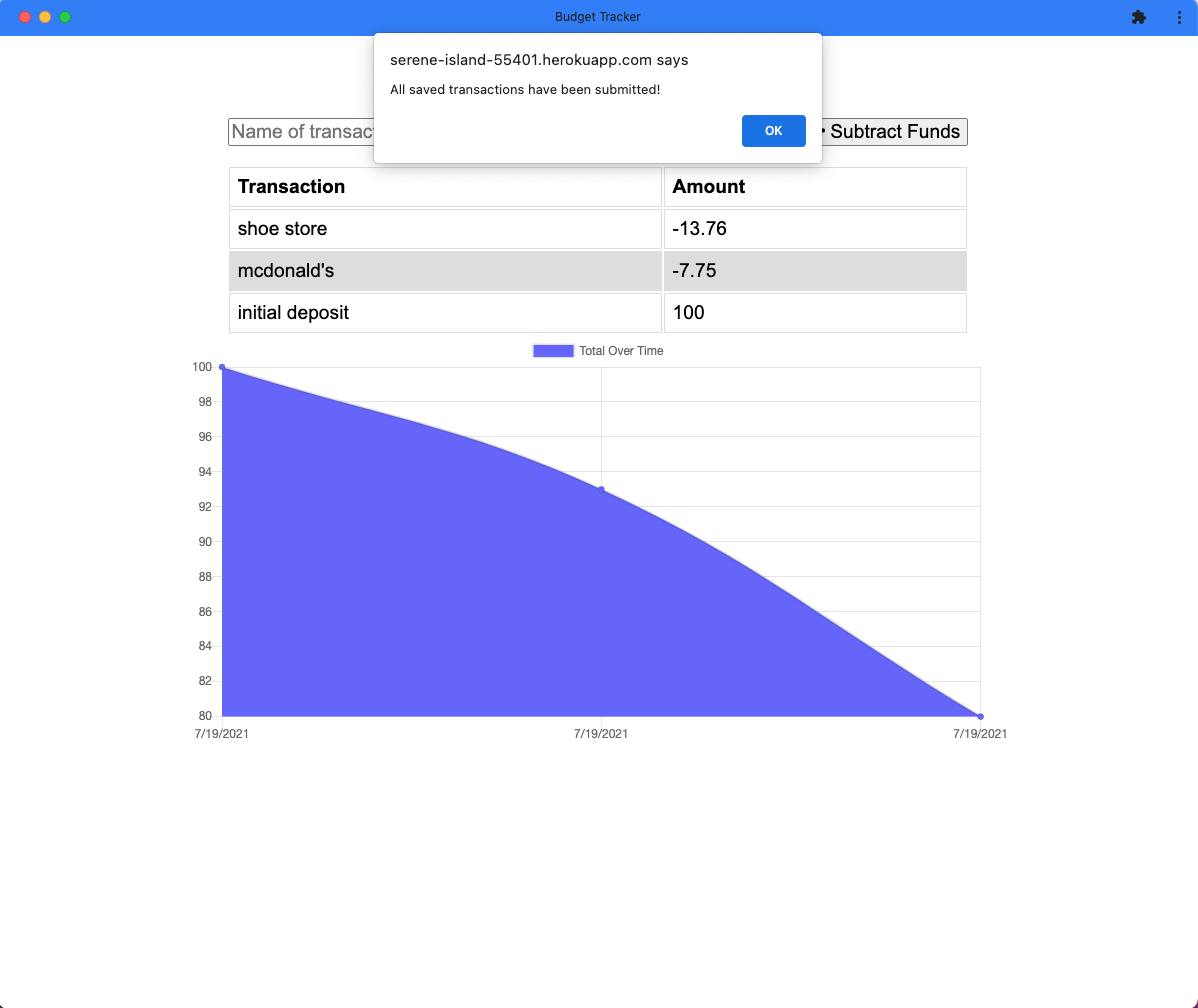 Budget Tracker
serene-island-55401.herokuapp.com says
All saved transactions have been submitted!
OK
Name of transac
Subtract Funds
Transaction Amount
shoe store -13.76
mcdonald's -7.75
initial deposit 100
Total Over Time
100
98
96
94
92
90
88
86
84
82
80
7/19/2021 7/19/2021 7/19/2021